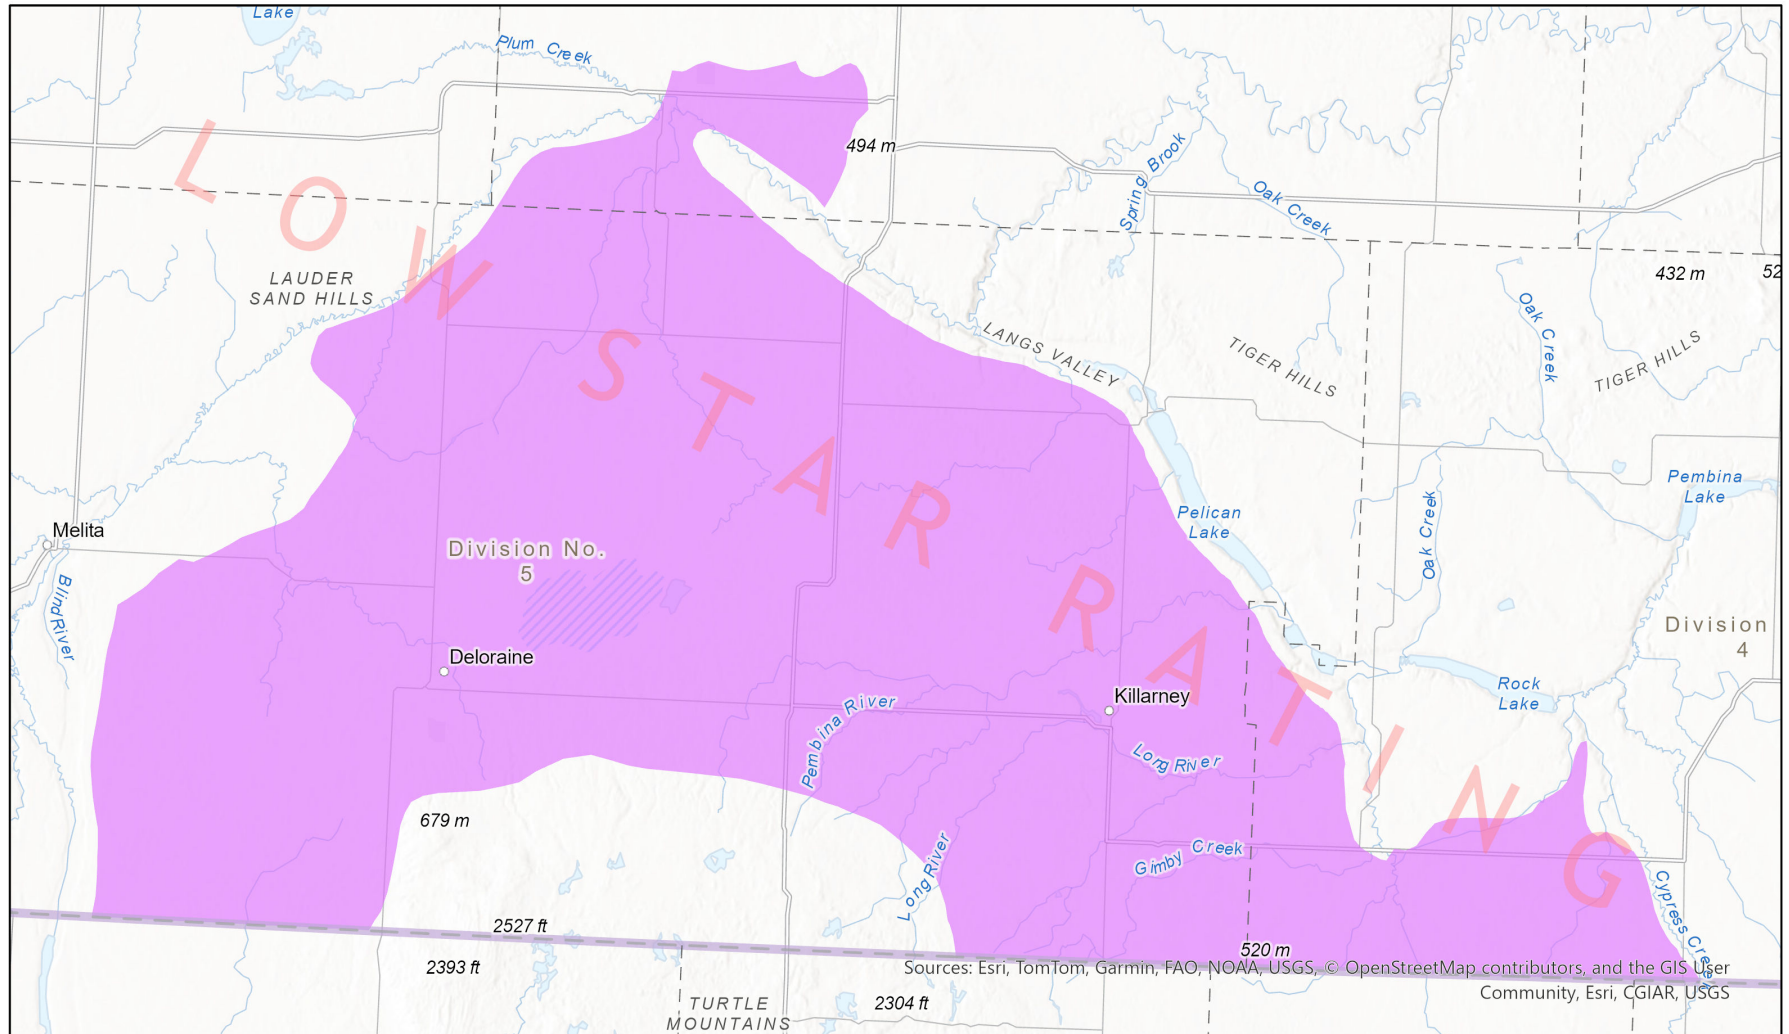 Lake
Plum Creek
494 m
Spring Brook
Oak Creek
LOW STAR RATING
LAUDER
SAND HILLS
432 m
52
Oak Creek
LANGS VALLEY
TIGER HILLS
TIGER HILLS
Pembina
Lake
Pelican
Lake
Oak Creek
Melita
Division No.
5
Blind River
Division
4
Deloraine
Killarney
Rock
Lake
Pembina River
Long River
679 m
Long River
Gimby Creek
Cypress Creek
2527 ft
520 m
2393 ft
Sources: Esri, TomTom, Garmin, FAO, NOAA, USGS, © OpenStreetMap contributors, and the GIS User
Community, Esri, CGIAR, USGS
TURTLE
MOUNTAINS
2304 ft